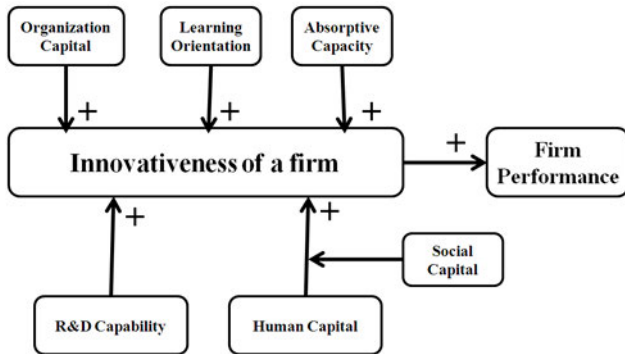 Organization
Capital
Learning
Orientation
Absorptive
Capacity
+
+
+
Innovativeness of a firm
+
Firm
Performance
+
+
Social
Capital
R&D Capability
Human Capital